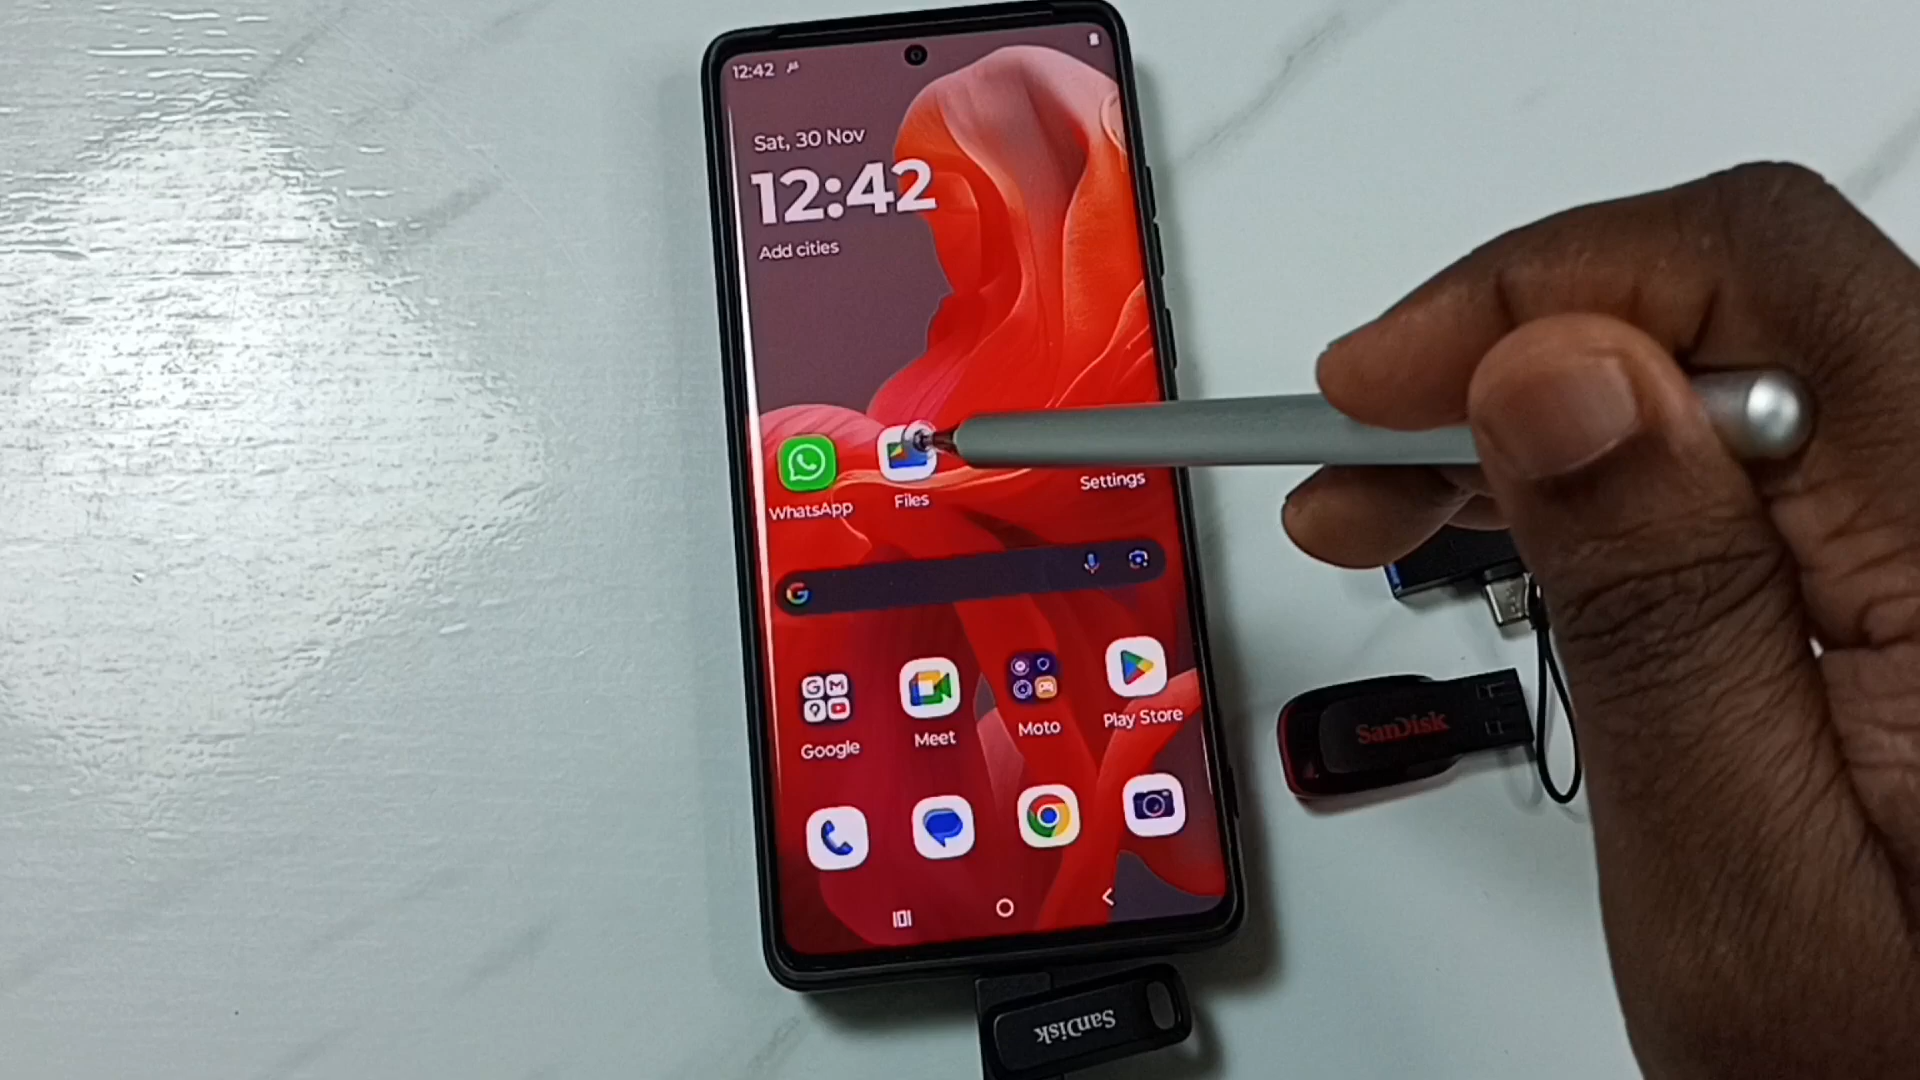 12:42
Sat, 30 Nov
12:42
Add cities
WhatsApp
Files
Settings
Google
Meet
Moto
Play Store
SanDisk
SanDisk